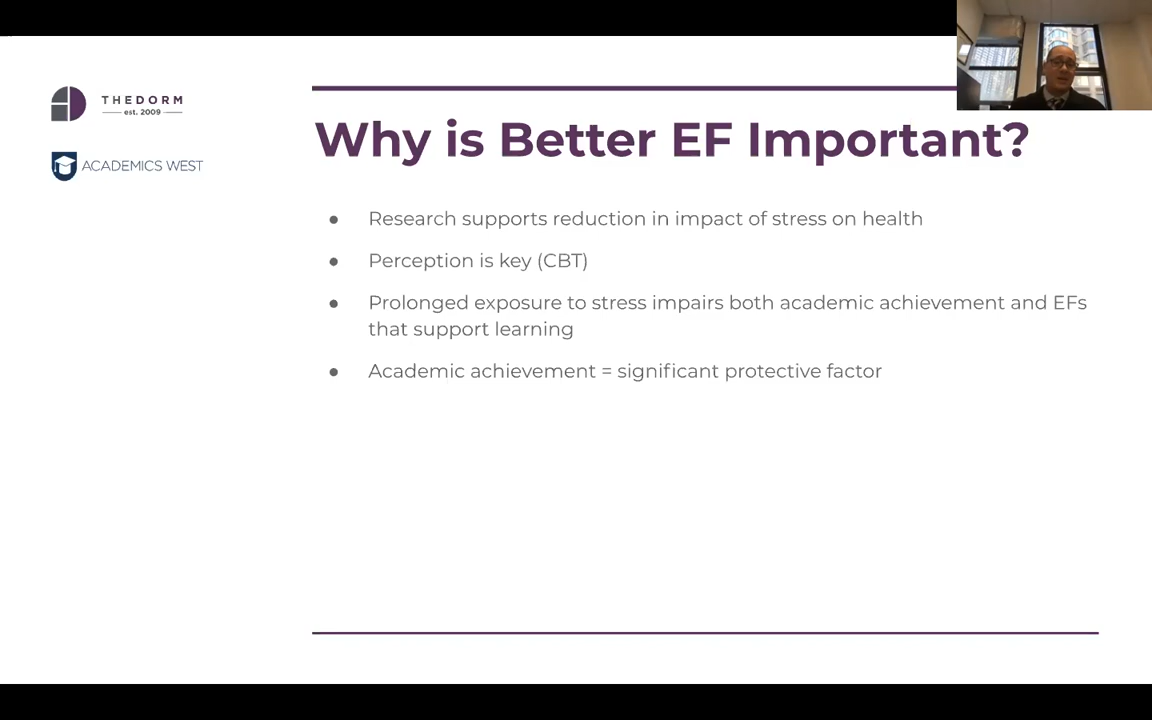 THEDORM
est. 2009
ACADEMICS WEST
Why is Better EF Important?
● Research supports reduction in impact of stress on health
● Perception is key (CBT)
● Prolonged exposure to stress impairs both academic achievement and EFs
that support learning
● Academic achievement = significant protective factor